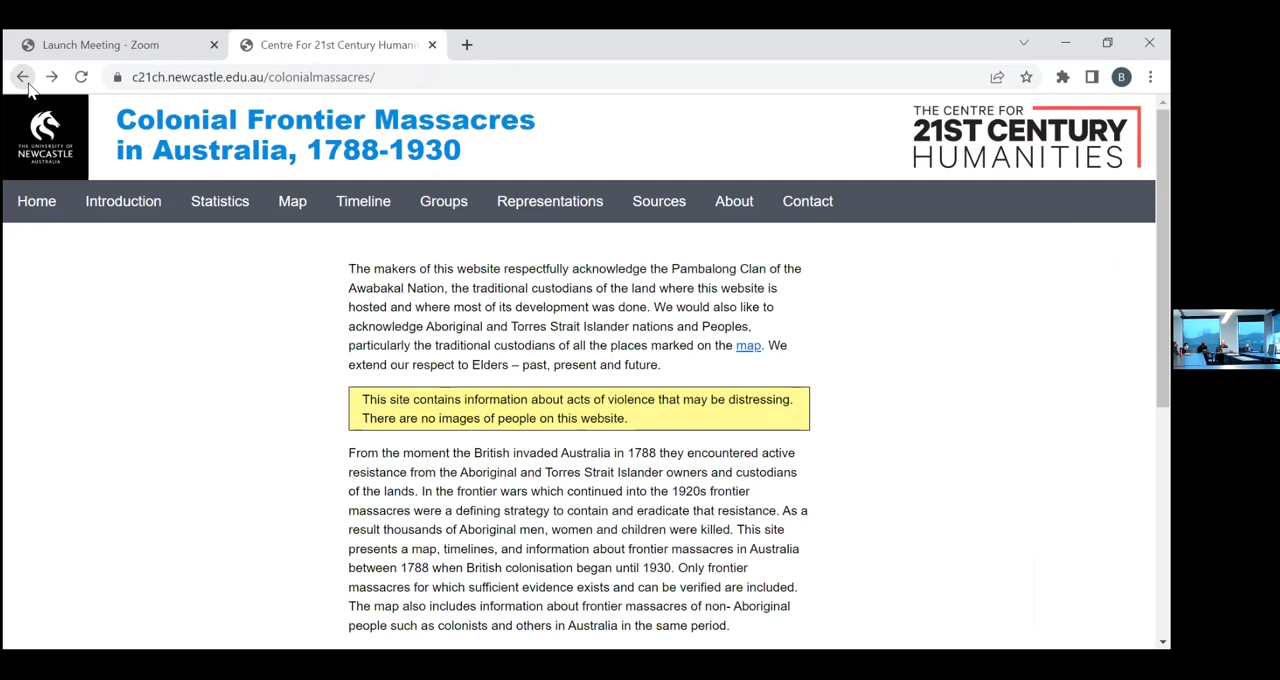 Launch Meeting - Zoom
Centre For 21st Century Humani
c21ch.newcastle.edu.au/colonialmassacres/
B
THE UNIVERSITY OF
NEWCASTLE
AUSTRALIA
Colonial Frontier Massacres
in Australia, 1788-1930
THE CENTRE FOR
21ST CENTURY
HUMANITIES
Home Introduction Statistics Map Timeline Groups Representations Sources About Contact
The makers of this website respectfully acknowledge the Pambalong Clan of the
Awabakal Nation, the traditional custodians of the land where this website is
hosted and where most of its development was done. We would also like to
acknowledge Aboriginal and Torres Strait Islander nations and Peoples,
particularly the traditional custodians of all the places marked on the map. We
extend our respect to Elders – past, present and future.
This site contains information about acts of violence that may be distressing.
There are no images of people on this website.
From the moment the British invaded Australia in 1788 they encountered active
resistance from the Aboriginal and Torres Strait Islander owners and custodians
of the lands. In the frontier wars which continued into the 1920s frontier
massacres were a defining strategy to contain and eradicate that resistance. As a
result thousands of Aboriginal men, women and children were killed. This site
presents a map, timelines, and information about frontier massacres in Australia
between 1788 when British colonisation began until 1930. Only frontier
massacres for which sufficient evidence exists and can be verified are included.
The map also includes information about frontier massacres of non- Aboriginal
people such as colonists and others in Australia in the same period.